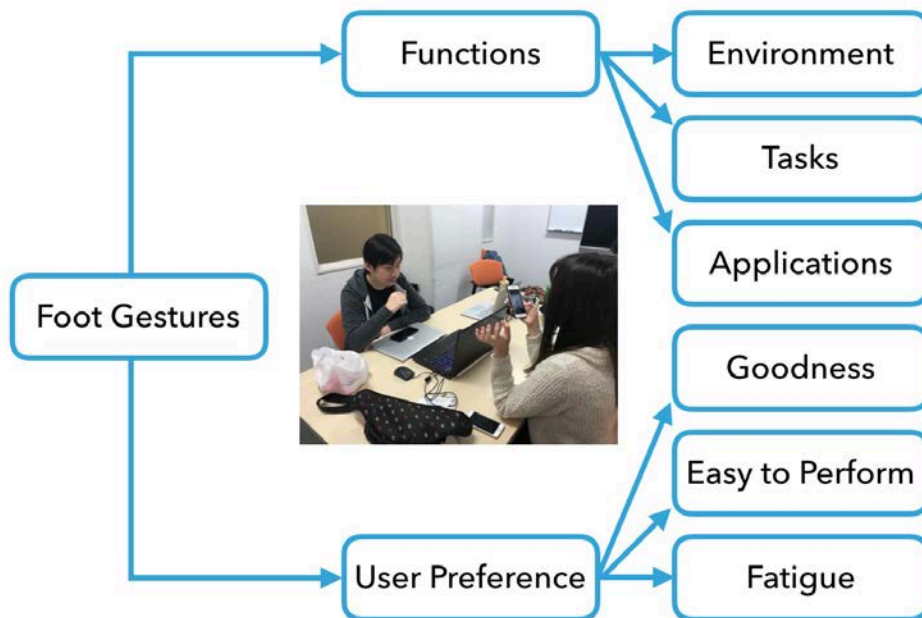 Functions
Environment
Tasks
Applications
Foot Gestures
Goodness
Easy to Perform
User Preference
Fatigue